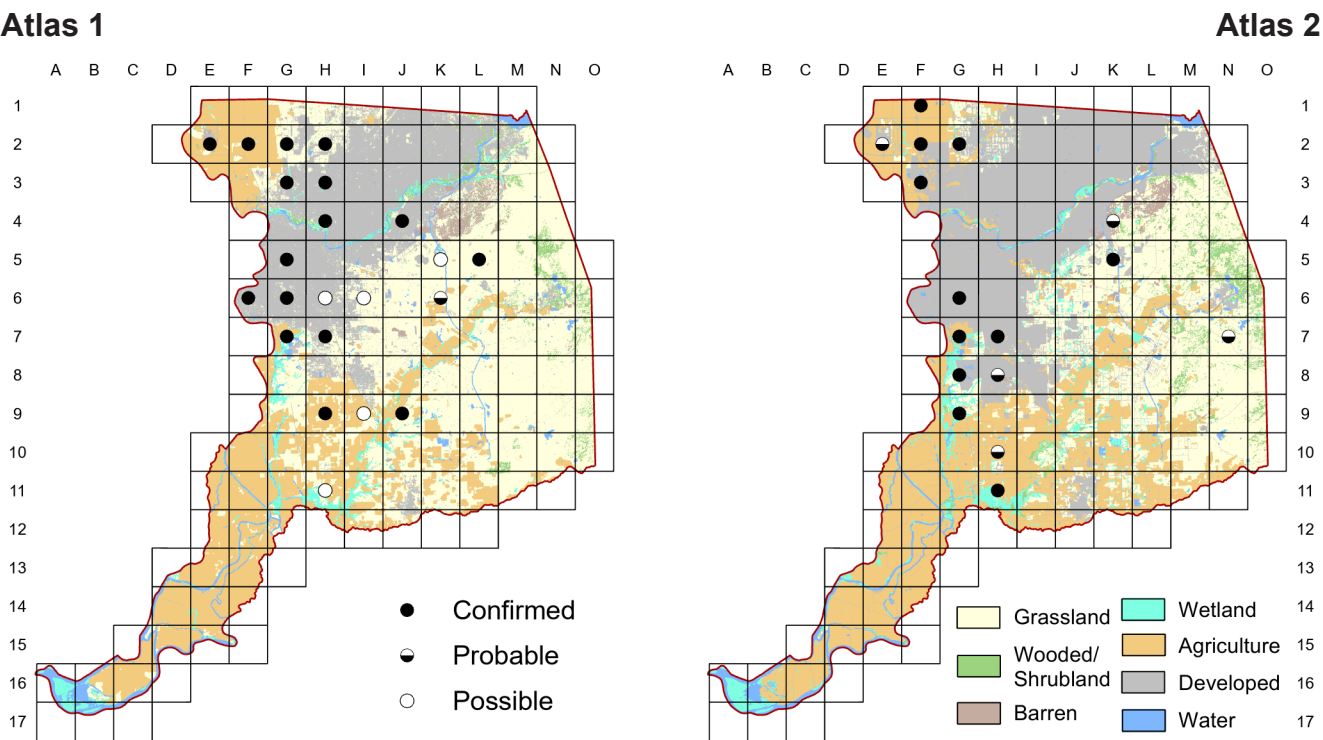 Atlas 1
Atlas 2
A B C D E F G H I J K L M N O
A B C D E F G H I J K L M N O
1
2
3
4
5
6
7
8
9
10
11
12
13
14
15
16
17
1
2
3
4
5
6
7
8
9
10
11
12
13
14
15
16
17
Confirmed
Probable
Possible
Grassland
Wooded/
Shrubland
Barren
Wetland
Agriculture
Developed
Water